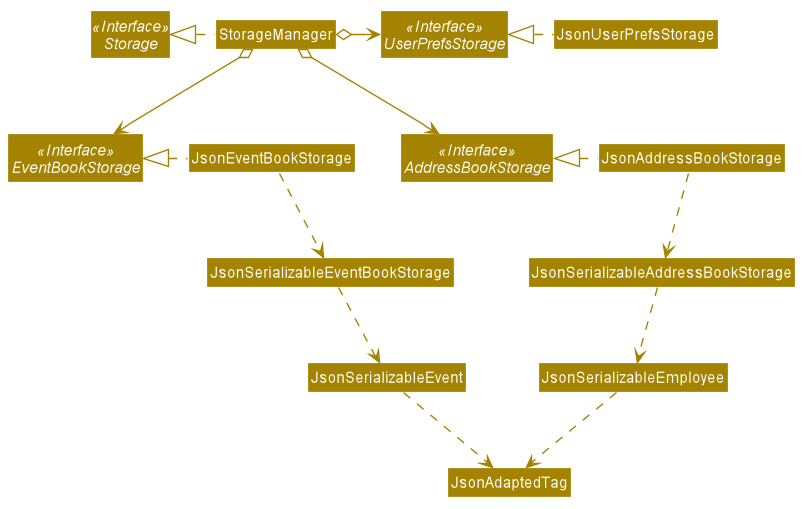 «Interface»
Storage
StorageManager
«Interface»
UserPrefsStorage
JsonUserPrefsStorage
«Interface»
EventBookStorage
JsonEventBookStorage
«Interface»
AddressBookStorage
JsonAddressBookStorage
JsonSerializableEventBookStorage
JsonSerializableAddressBookStorage
JsonSerializableEvent
JsonSerializableEmployee
JsonAdaptedTag